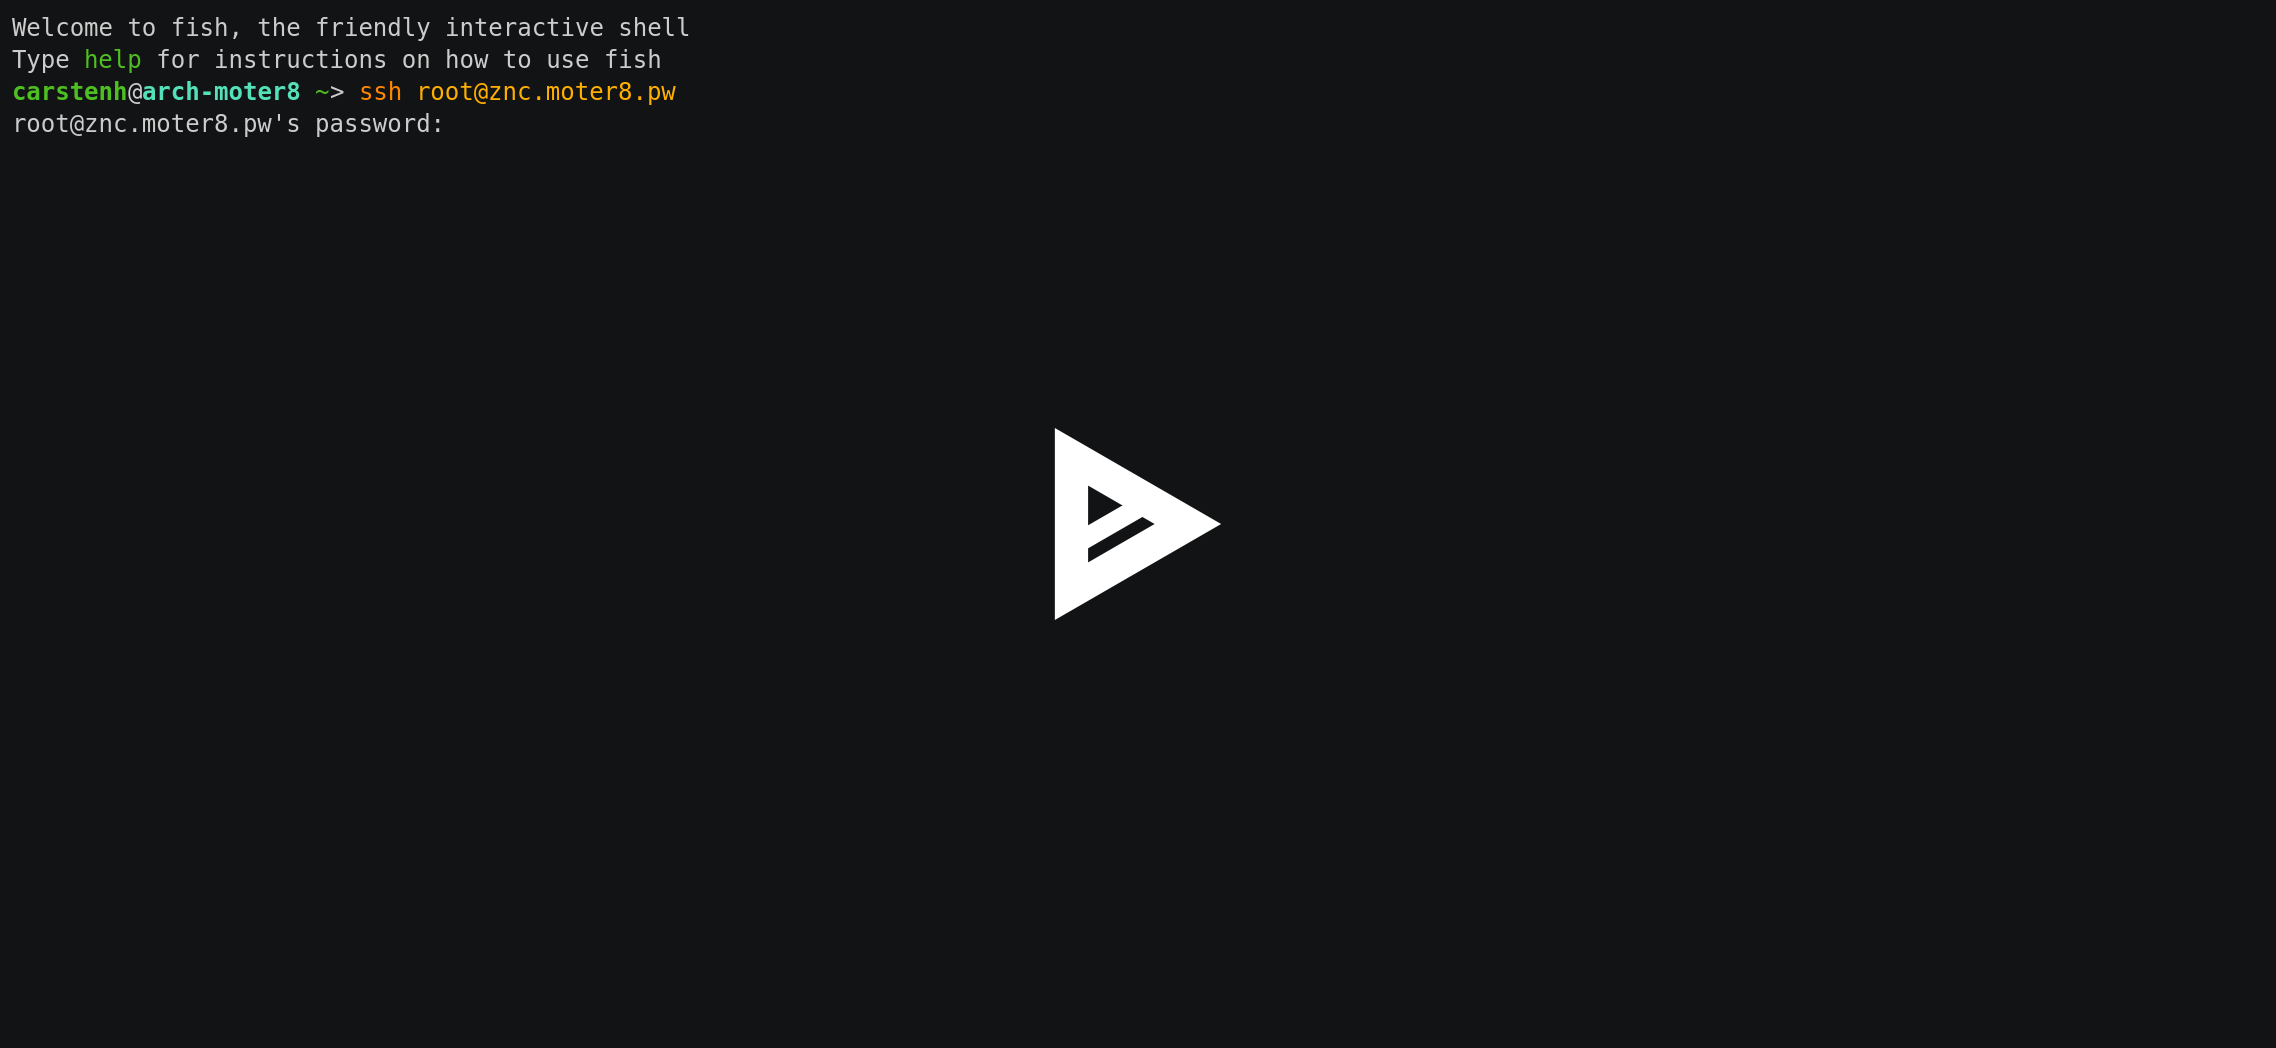 Welcome to fish, the friendly interactive shell
Type help for instructions on how to use fish
carstenh@arch-moter8 ~> ssh root@znc.moter8.pw
root@znc.moter8.pw's password: